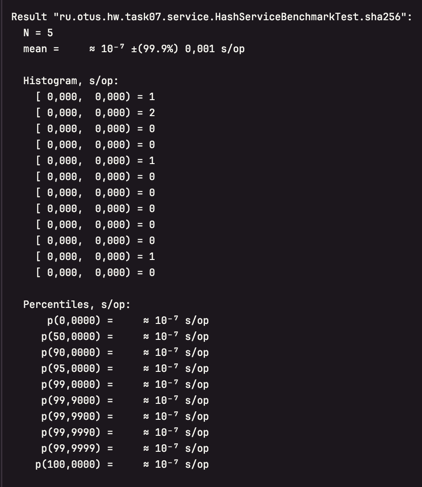 Result "ru.otus.hw.task07.service.HashServiceBenchmarkTest.sha256":
N = 5
mean = ≈ 10⁻⁷ ±(99.9%) 0,001 s/op
Histogram, s/op:
[ 0,000, 0,000) = 1
[ 0,000, 0,000) = 2
[ 0,000, 0,000) = 0
[ 0,000, 0,000) = 0
[ 0,000, 0,000) = 1
[ 0,000, 0,000) = 0
[ 0,000, 0,000) = 0
[ 0,000, 0,000) = 0
[ 0,000, 0,000) = 0
[ 0,000, 0,000) = 0
[ 0,000, 0,000) = 1
[ 0,000, 0,000) = 0
Percentiles, s/op:
p(0,0000) = ≈ 10⁻⁷ s/op
p(50,0000) = ≈ 10⁻⁷ s/op
p(90,0000) = ≈ 10⁻⁷ s/op
p(95,0000) = ≈ 10⁻⁷ s/op
p(99,0000) = ≈ 10⁻⁷ s/op
p(99,9000) = ≈ 10⁻⁷ s/op
p(99,9900) = ≈ 10⁻⁷ s/op
p(99,9990) = ≈ 10⁻⁷ s/op
p(99,9999) = ≈ 10⁻⁷ s/op
p(100,0000) = ≈ 10⁻⁷ s/op